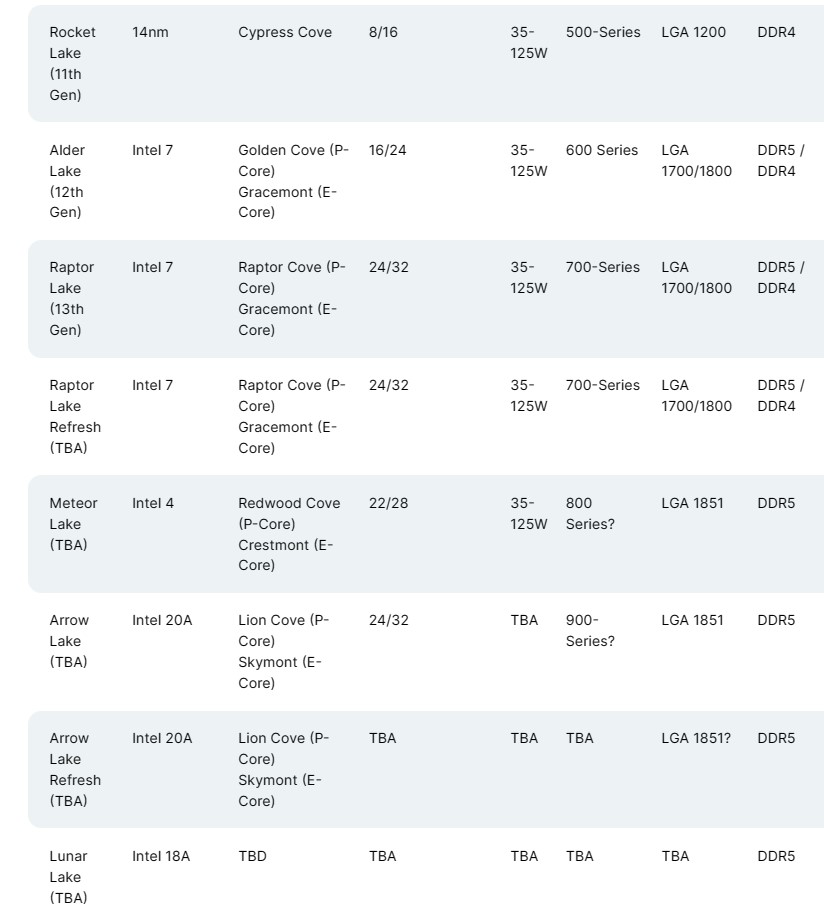 Rocket Lake (11th Gen) 14nm Cypress Cove 8/16 35-125W 500-Series LGA 1200 DDR4
Alder Lake (12th Gen) Intel 7 Golden Cove (P-Core) Gracemont (E-Core) 16/24 35-125W 600 Series LGA 1700/1800 DDR5 / DDR4
Raptor Lake (13th Gen) Intel 7 Raptor Cove (P-Core) Gracemont (E-Core) 24/32 35-125W 700-Series LGA 1700/1800 DDR5 / DDR4
Raptor Lake Refresh (TBA) Intel 7 Raptor Cove (P-Core) Gracemont (E-Core) 24/32 35-125W 700-Series LGA 1700/1800 DDR5 / DDR4
Meteor Lake (TBA) Intel 4 Redwood Cove (P-Core) Crestmont (E-Core) 22/28 35-125W 800 Series? LGA 1851 DDR5
Arrow Lake (TBA) Intel 20A Lion Cove (P-Core) Skymont (E-Core) 24/32 TBA 900-Series? LGA 1851 DDR5
Arrow Lake Refresh (TBA) Intel 20A Lion Cove (P-Core) Skymont (E-Core) TBA TBA TBA LGA 1851? DDR5
Lunar Lake (TBA) Intel 18A TBD TBA TBA TBA TBA DDR5